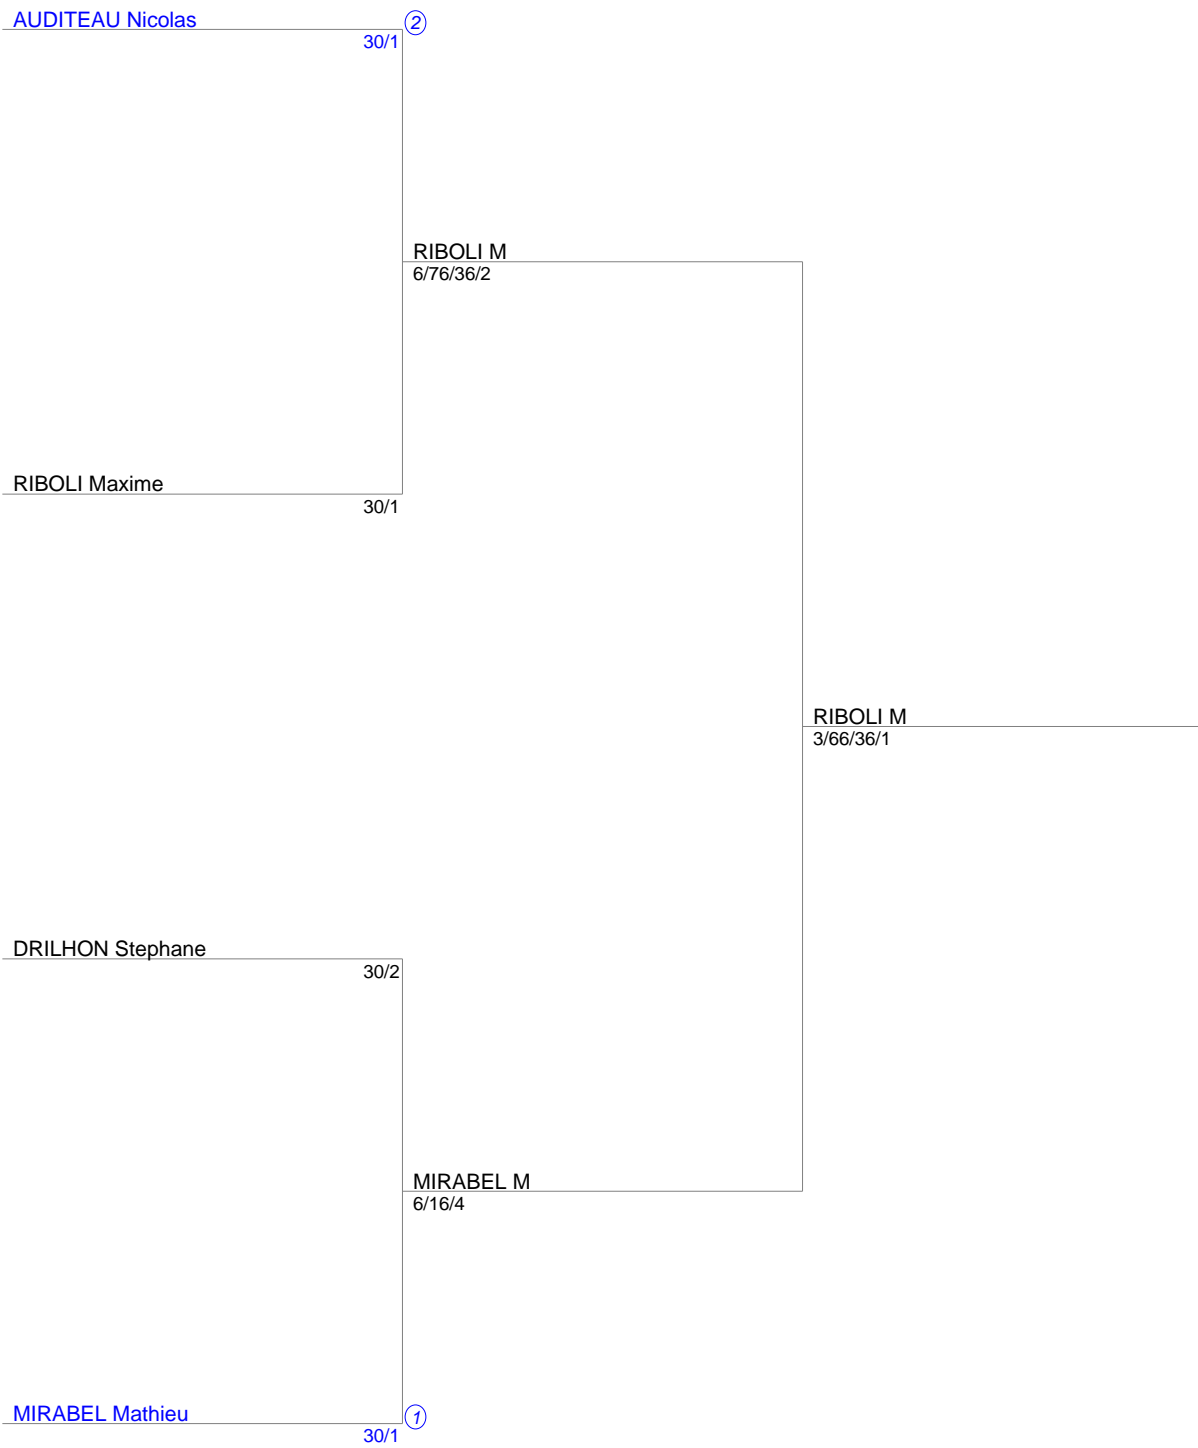 AUDITEAU Nicolas
2
30/1
RIBOLI M
6/76/36/2
RIBOLI Maxime
30/1
RIBOLI M
3/66/36/1
DRILHON Stephane
30/2
MIRABEL M
6/16/4
MIRABEL Mathieu
1
30/1